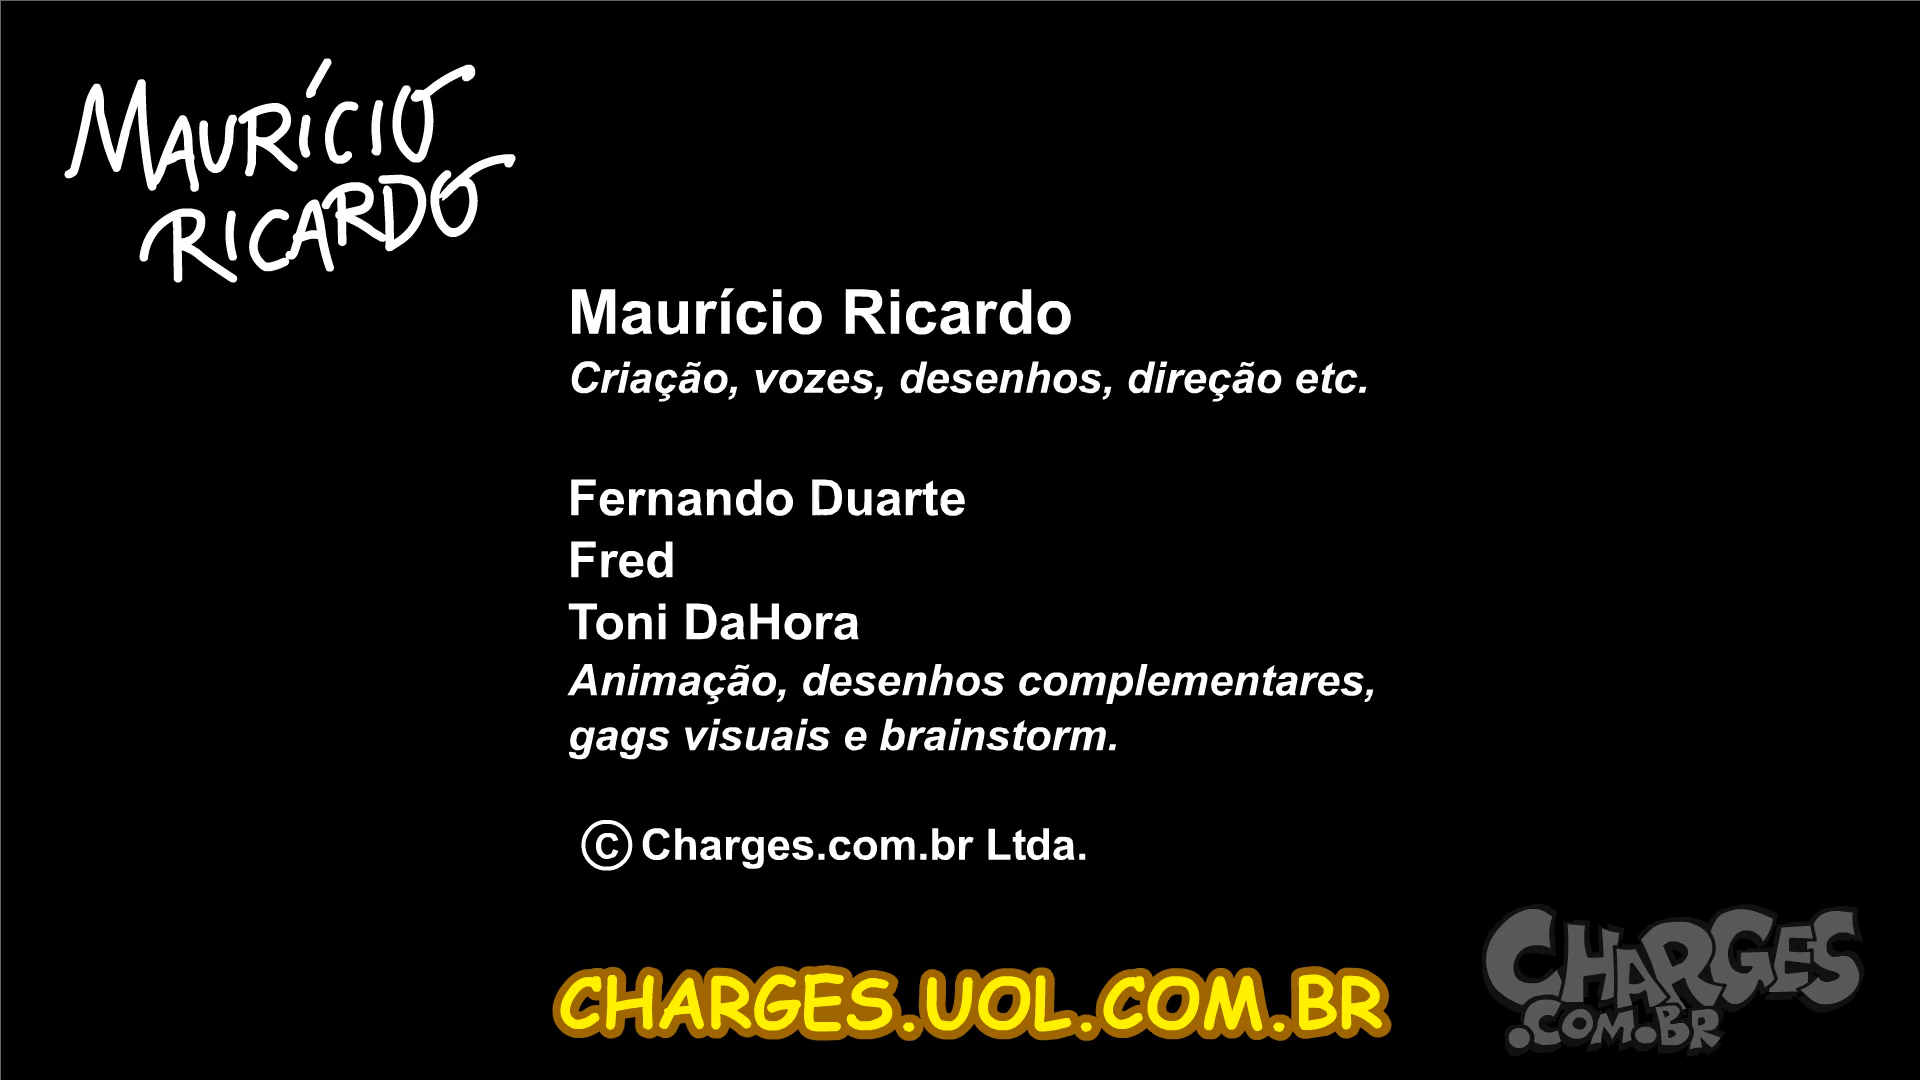 MAURÍCIO
RICARDO
Maurício Ricardo
Criação, vozes, desenhos, direção etc.
Fernando Duarte
Fred
Toni DaHora
Animação, desenhos complementares,
gags visuais e brainstorm.
© Charges.com.br Ltda.
CHARGES.UOL.COM.BR
CHARGES
.COM.BR